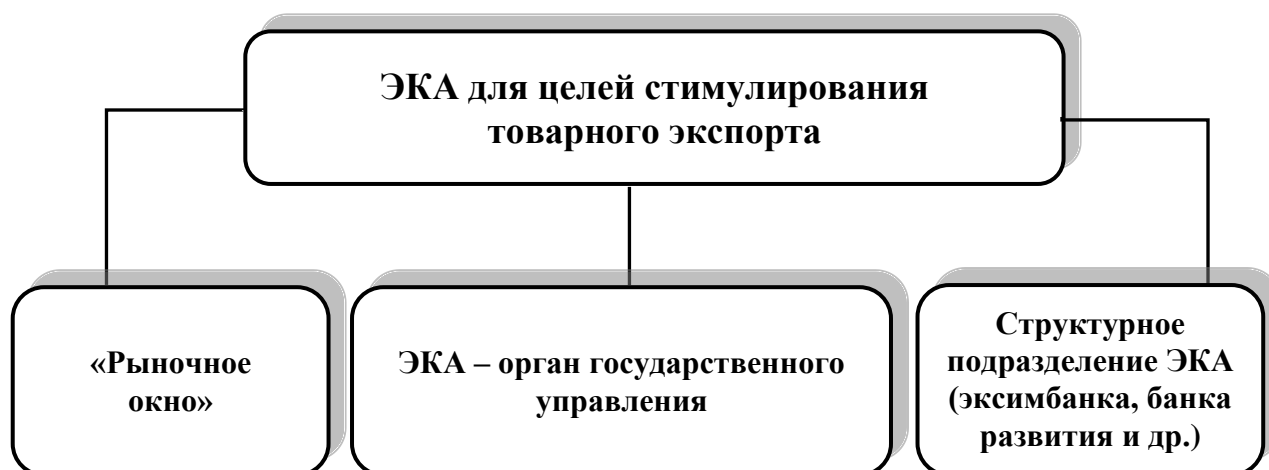 ЭКА для целей стимулирования
товарного экспорта
«Рыночное
окно»
ЭКА – орган государственного
управления
Структурное
подразделение ЭКА
(эксимбанка, банка
развития и др.)